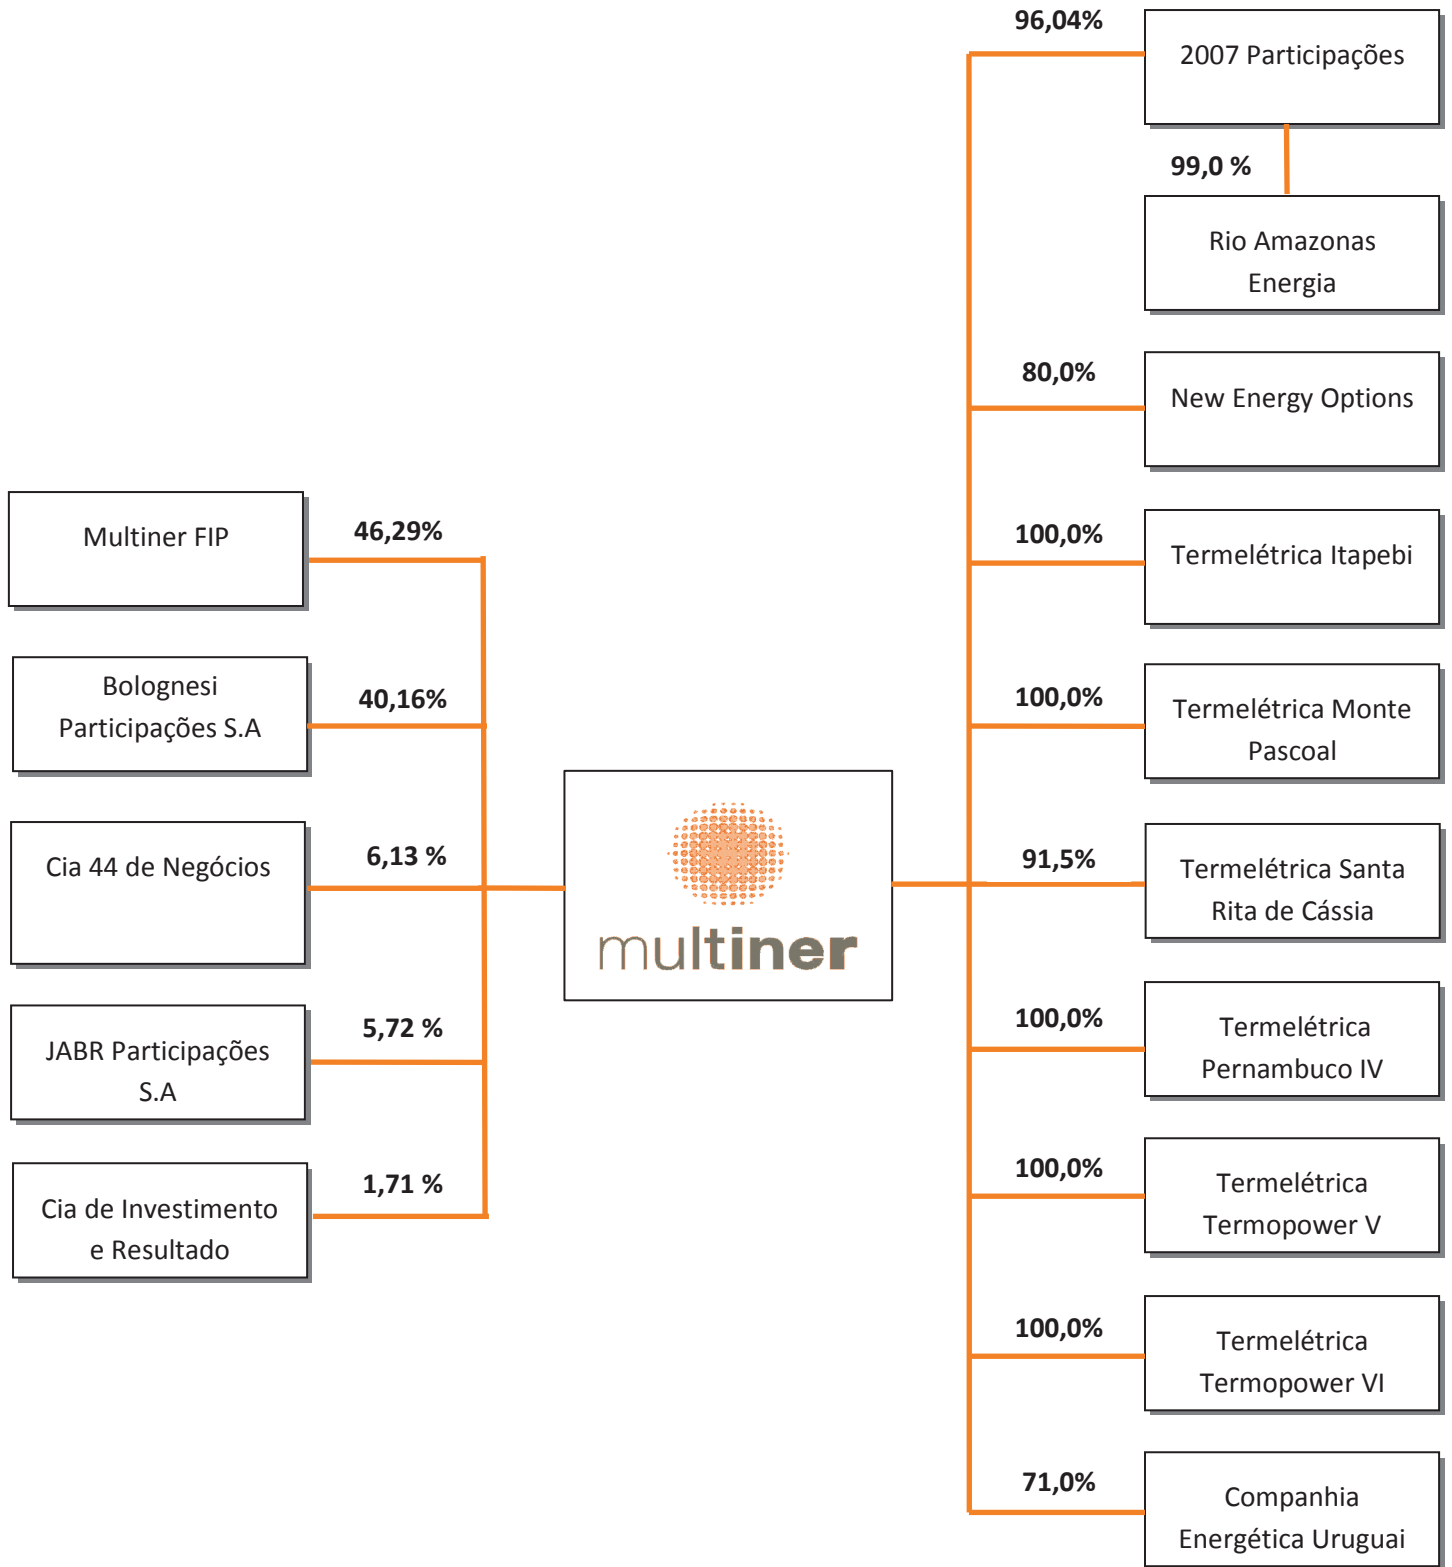 Multiner FIP
46,29%
Bolognesi
Participações S.A
40,16%
Cia 44 de Negócios
6,13 %
JABR Participações
S.A
5,72 %
Cia de Investimento
e Resultado
1,71 %
multiner
96,04%
2007 Participações
99,0 %
Rio Amazonas
Energia
80,0%
New Energy Options
100,0%
Termelétrica Itapebi
100,0%
Termelétrica Monte
Pascoal
91,5%
Termelétrica Santa
Rita de Cássia
100,0%
Termelétrica
Pernambuco IV
100,0%
Termelétrica
Termopower V
100,0%
Termelétrica
Termopower VI
71,0%
Companhia
Energética Uruguai